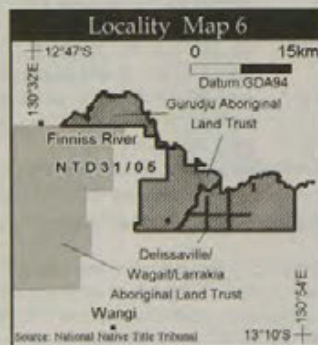 Locality Map 6
12°47'S
130°32'E
0 15km
Datum:GDA94
Gurudju Aboriginal
Land Trust
Finniss River
NTD31/05
Delissaville/
Wagait/Larrakia
Aboriginal Land Trust
Wangi
130°54'E
Source: National Native Title Tribunal
13°10'S